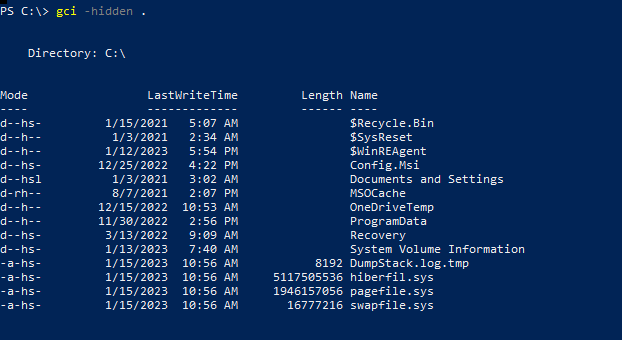 PS C:\> gci -hidden .
Directory: C:\
Mode LastWriteTime Length Name
---- ------------- ------ ----
d--hs- 1/15/2021 5:07 AM $Recycle.Bin
d--h-- 1/3/2021 2:34 AM $SysReset
d--h-- 1/12/2023 5:54 PM $WinREAgent
d--hs- 12/25/2022 4:22 PM Config.Msi
d--hsl 1/3/2021 3:02 AM Documents and Settings
d-rh-- 8/7/2021 2:07 PM MSOCache
d--h-- 12/15/2022 10:53 AM OneDriveTemp
d--h-- 11/30/2022 2:56 PM ProgramData
d--hs- 3/13/2022 9:09 AM Recovery
d--hs- 1/13/2023 7:40 AM System Volume Information
-a-hs- 1/15/2023 10:56 AM 8192 DumpStack.log.tmp
-a-hs- 1/15/2023 10:56 AM 5117505536 hiberfil.sys
-a-hs- 1/15/2023 10:56 AM 1946157056 pagefile.sys
-a-hs- 1/15/2023 10:56 AM 16777216 swapfile.sys